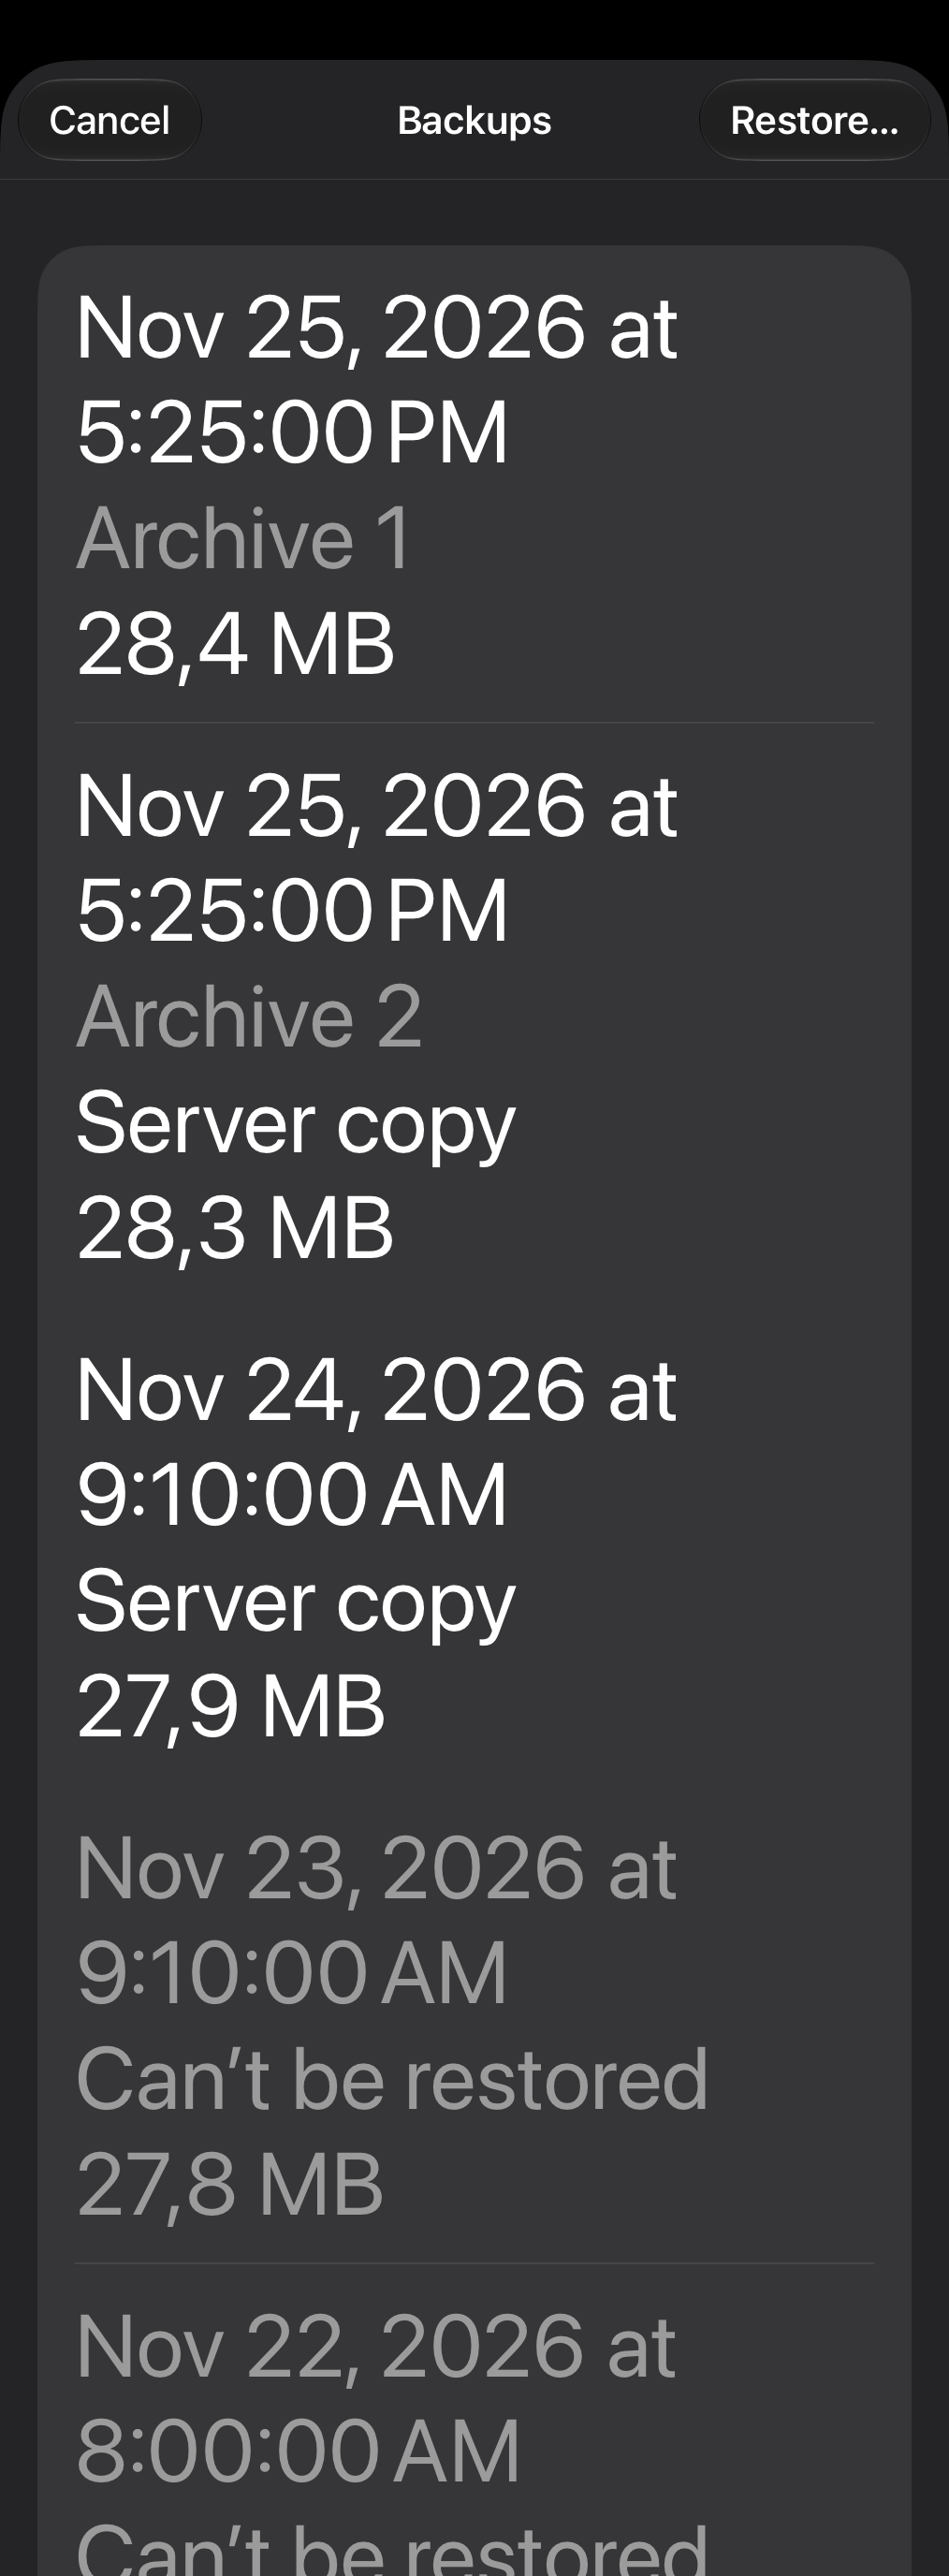 Cancel
Backups
Restore...
Nov 25, 2026 at
5:25:00 PM
Archive 1
28,4 MB
Nov 25, 2026 at
5:25:00 PM
Archive 2
Server copy
28,3 MB
Nov 24, 2026 at
9:10:00 AM
Server copy
27,9 MB
Nov 23, 2026 at
9:10:00 AM
Can’t be restored
27,8 MB
Nov 22, 2026 at
8:00:00 AM
Can’t be restored